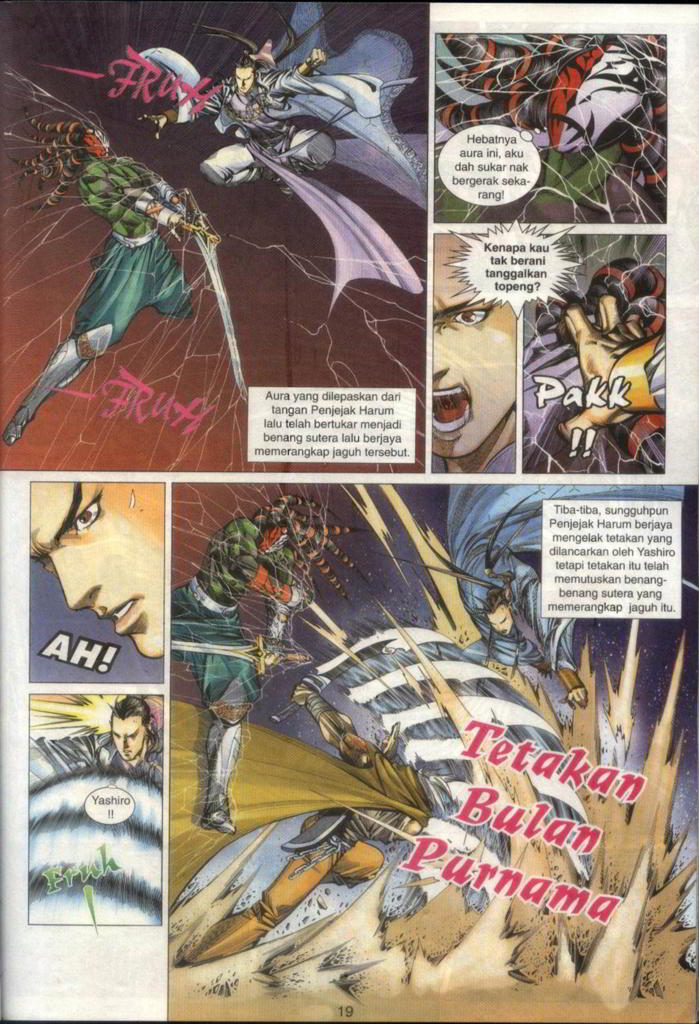 FRUX
FRUX
Aura yang dilepaskan dari
tangan Penjejak Harum
lalu telah bertukar menjadi
benang sutera lalu berjaya
memerangkap jaguh tersebut.
Hebatnya
aura ini, aku
dah sukar nak
bergerak seka-
rang!
Kenapa kau
tak berani
tanggalkan
topeng?
Pakk
!!
AH!
Yashiro
!!
Fruh
!
Tiba-tiba, sungguhpun
Penjejak Harum berjaya
mengelak tetakan yang
dilancarkan oleh Yashiro
tetapi tetakan itu telah
memutuskan benang-
benang sutera yang
memerangkap jaguh itu.
Tetakan
Bulan
Purnama
19